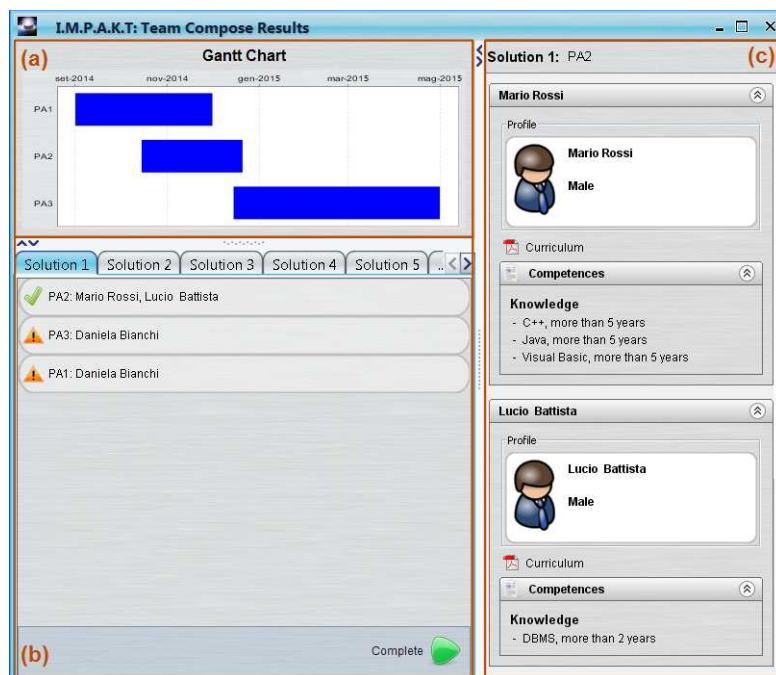 I.M.P.A.K.T: Team Compose Results
(a)
Gantt Chart
set-2014 nov-2014 gen-2015 mar-2015 mag-2015
PA1
PA2
PA3
Solution 1 Solution 2 Solution 3 Solution 4 Solution 5 ..
PA2: Mario Rossi, Lucio Battista
PA3: Daniela Bianchi
PA1: Daniela Bianchi
Complete
(b)
Solution 1: PA2
(c)
Mario Rossi
Profile
Mario Rossi
Male
Curriculum
Competences
Knowledge
- C++, more than 5 years
- Java, more than 5 years
- Visual Basic, more than 5 years
Lucio Battista
Profile
Lucio Battista
Male
Curriculum
Competences
Knowledge
- DBMS, more than 2 years